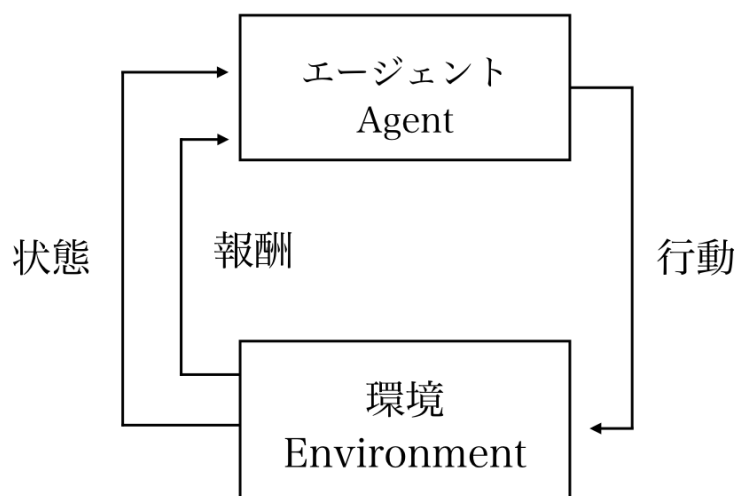 エージェント
Agent
状態
報酬
行動
環境
Environment